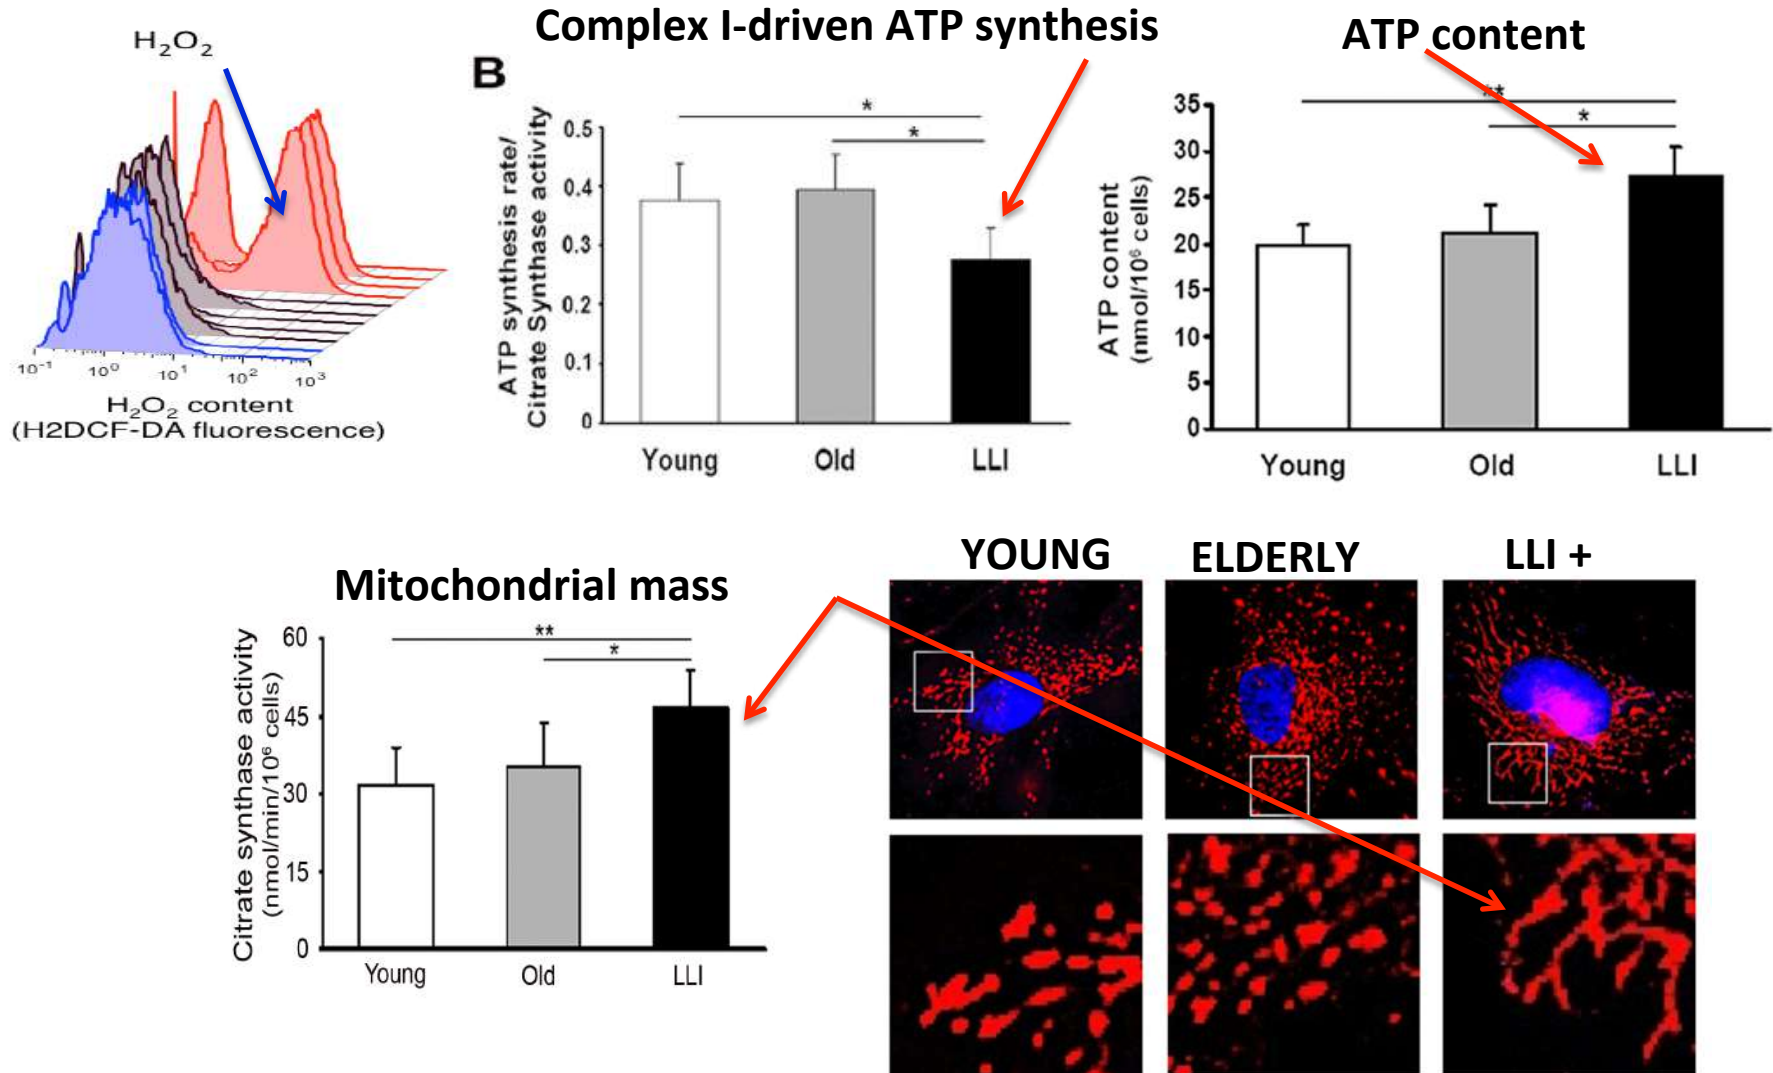 H₂O₂
10⁻¹ 10⁰ 10¹ 10² 10³
H₂O₂ content
(H2DCF-DA fluorescence)
Complex I-driven ATP synthesis
B
ATP synthesis rate/
Citrate Synthase activity
0.5
0.4
0.3
0.2
0.1
0
*
*
Young Old LLI
ATP content
ATP content
(nmol/10⁶ cells)
35
30
25
20
15
10
5
0
**
*
Young Old LLI
Mitochondrial mass
Citrate synthase activity
(nmol/min/10⁶ cells)
60
45
30
15
0
**
*
Young Old LLI
YOUNG ELDERLY LLI +